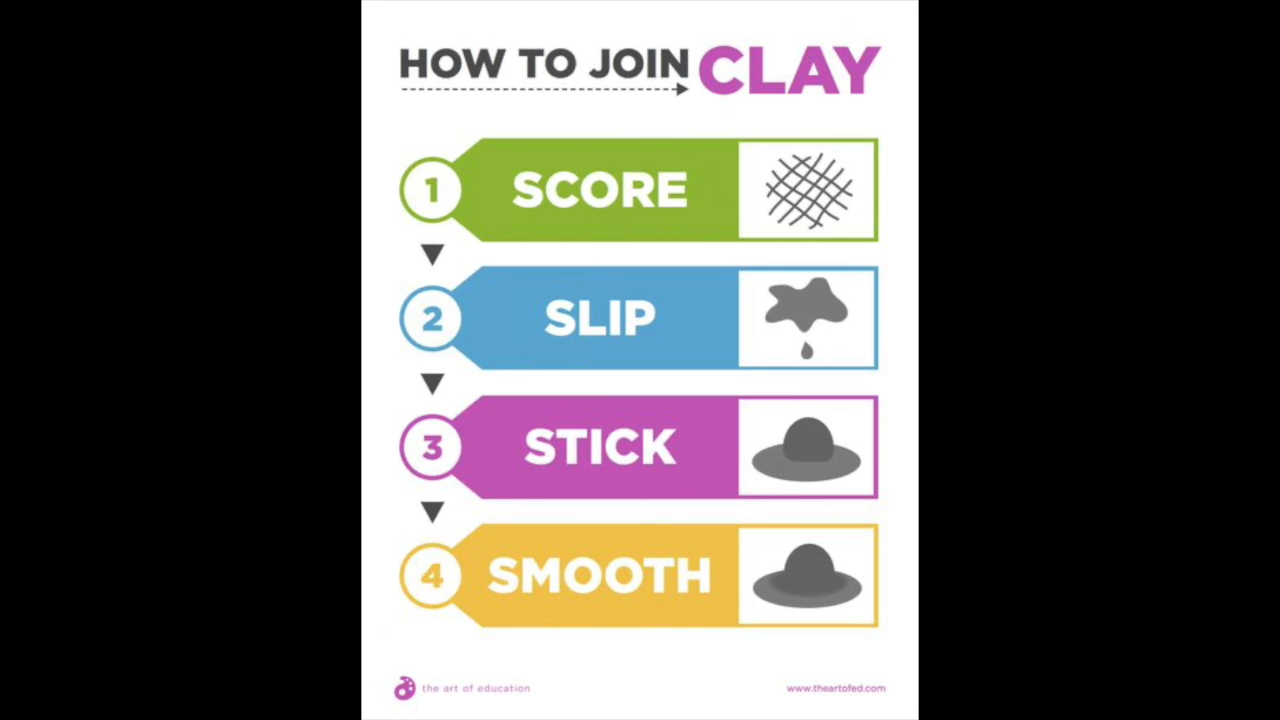 HOW TO JOIN CLAY
1 SCORE
2 SLIP
3 STICK
4 SMOOTH
the art of education www.theartofed.com